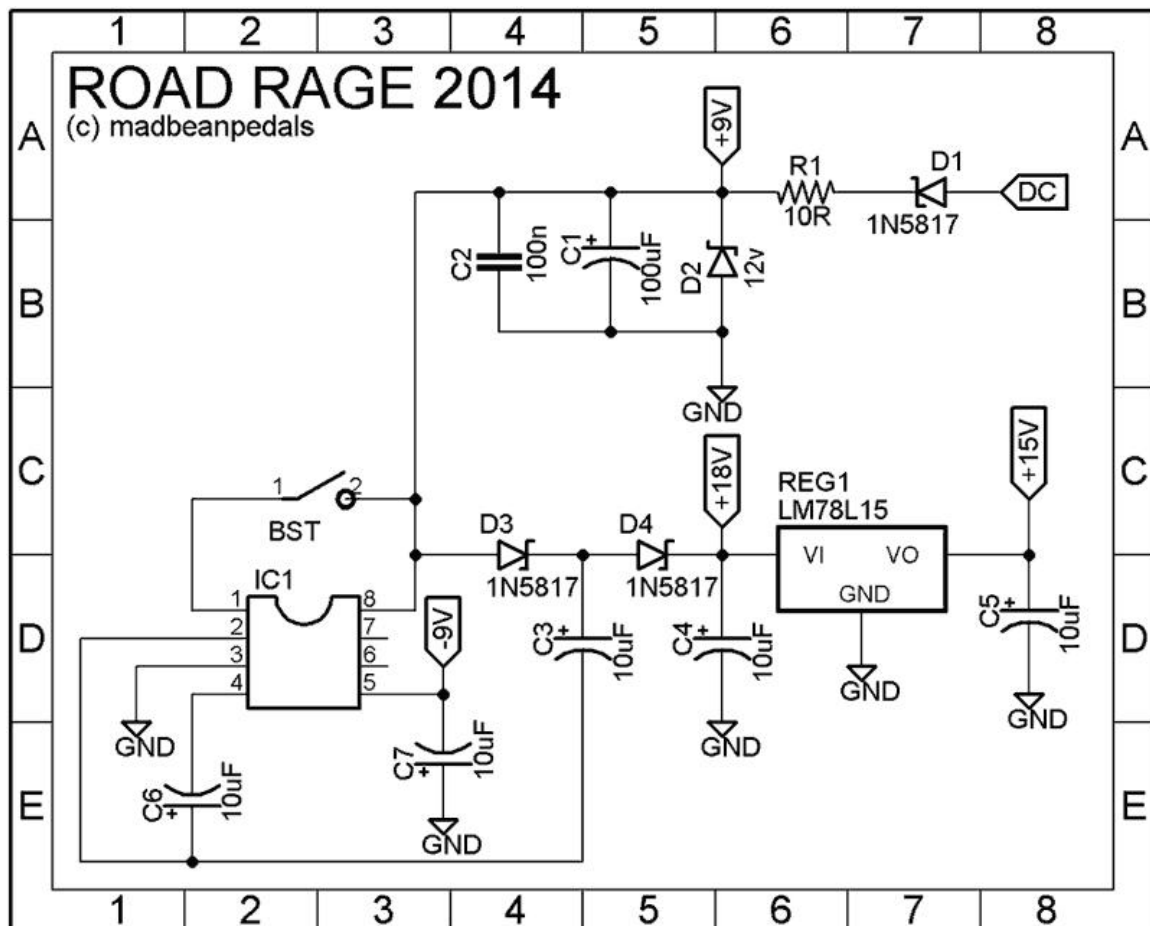 1 2 3 4 5 6 7 8
ROAD RAGE 2014
(c) madbeanpedals
A
A
+9V
R1
10R
D1
1N5817
DC
C2
100n
C1
+
100uF
D2
12v
B
B
GND
C
C
1
2
BST
+18V
+15V
REG1
LM78L15
VI
VO
GND
D3
1N5817
D4
1N5817
IC1
1
2
3
4
8
7
6
5
-9V
D
D
C3
+
10uF
C4
+
10uF
C5
+
10uF
GND
GND
GND
GND
C6
+
10uF
C7
+
10uF
GND
E
E
1 2 3 4 5 6 7 8